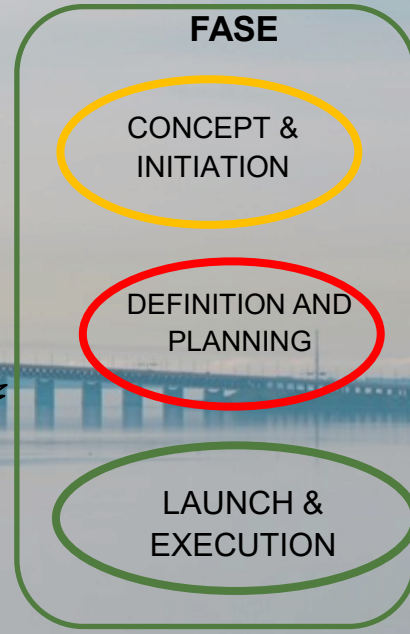 FASE
CONCEPT &
INITIATION
DEFINITION AND
PLANNING
LAUNCH &
EXECUTION